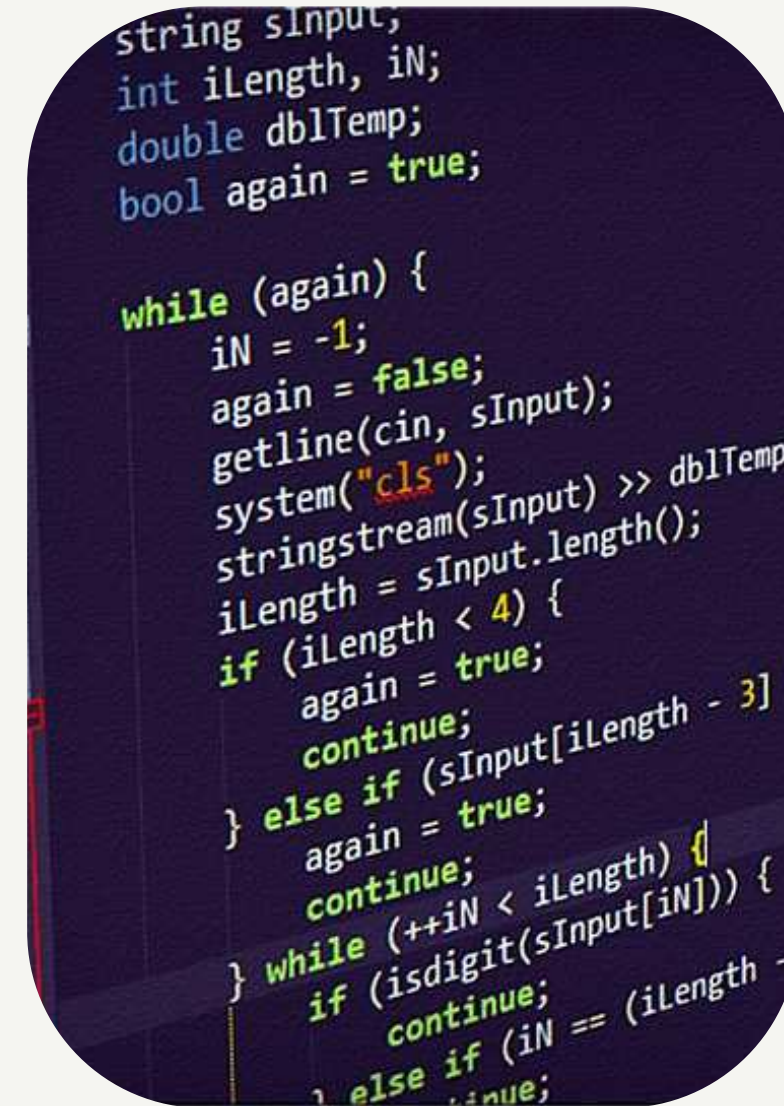 string sInput;
int iLength, iN;
double dblTemp;
bool again = true;
while (again) {
iN = -1;
again = false;
getline(cin, sInput);
system("cls");
stringstream(sInput) >> dblTemp
iLength = sInput.length();
if (iLength < 4) {
again = true;
continue;
} else if (sInput[iLength - 3]
again = true;
continue;
} while (++iN < iLength) {
if (isdigit(sInput[iN])) {
continue;
} else if (iN == (iLength -